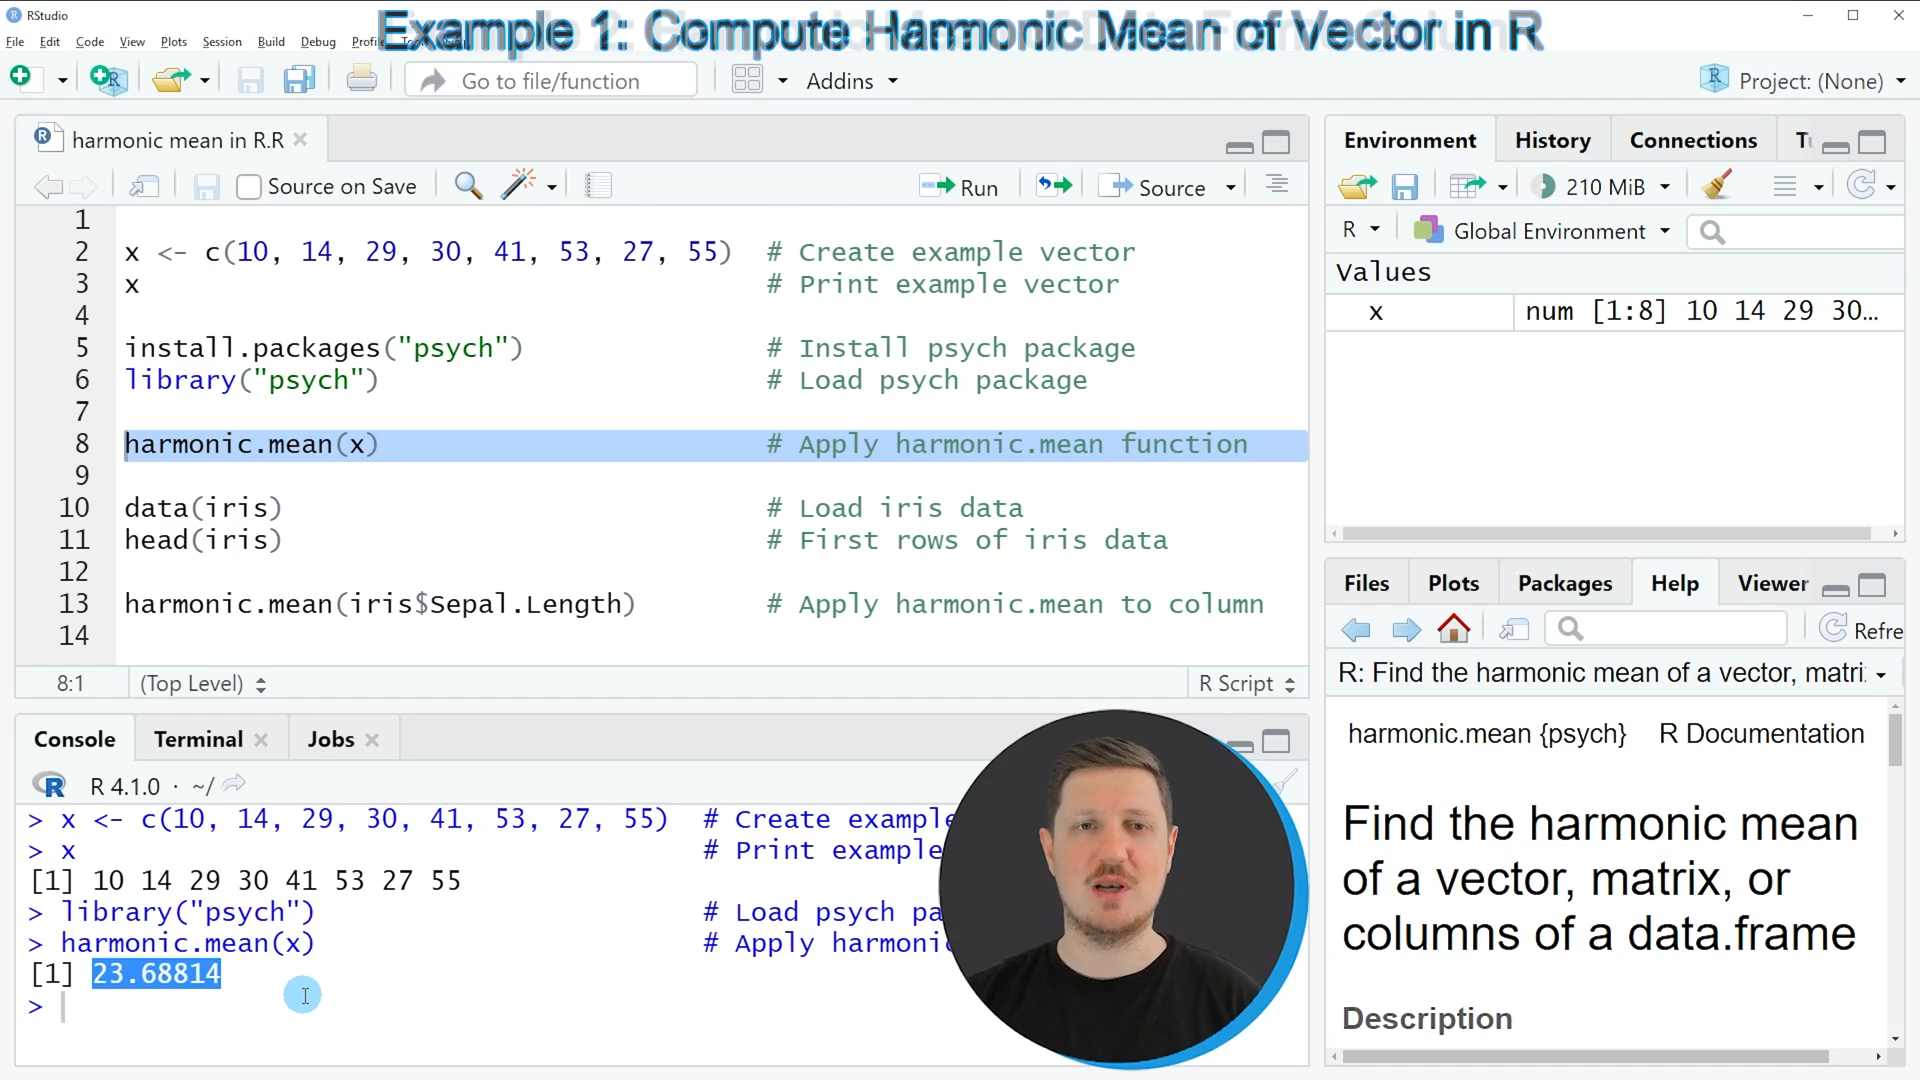 RStudio
Example 1: Compute Harmonic Mean of Vector in R
File Edit Code View Plots Session Build Debug
Go to file/function
Addins
Project: (None)
harmonic mean in R.R
Source on Save
Run
Source
1
2 x <- c(10, 14, 29, 30, 41, 53, 27, 55) # Create example vector
3 x # Print example vector
4
5 install.packages("psych") # Install psych package
6 library("psych") # Load psych package
7
8 harmonic.mean(x) # Apply harmonic.mean function
9
10 data(iris) # Load iris data
11 head(iris) # First rows of iris data
12
13 harmonic.mean(iris$Sepal.Length) # Apply harmonic.mean to column
14
8:1 (Top Level) R Script
Console Terminal Jobs
R 4.1.0 · ~/
> x <- c(10, 14, 29, 30, 41, 53, 27, 55) # Create example
> x # Print example
[1] 10 14 29 30 41 53 27 55
> library("psych") # Load psych pa
> harmonic.mean(x) # Apply harmonic
[1] 23.68814
>
Environment History Connections Tu
210 MiB
R Global Environment
Values
x num [1:8] 10 14 29 30...
Files Plots Packages Help Viewer
Refre
R: Find the harmonic mean of a vector, matri
harmonic.mean {psych} R Documentation
Find the harmonic mean
of a vector, matrix, or
columns of a data.frame
Description